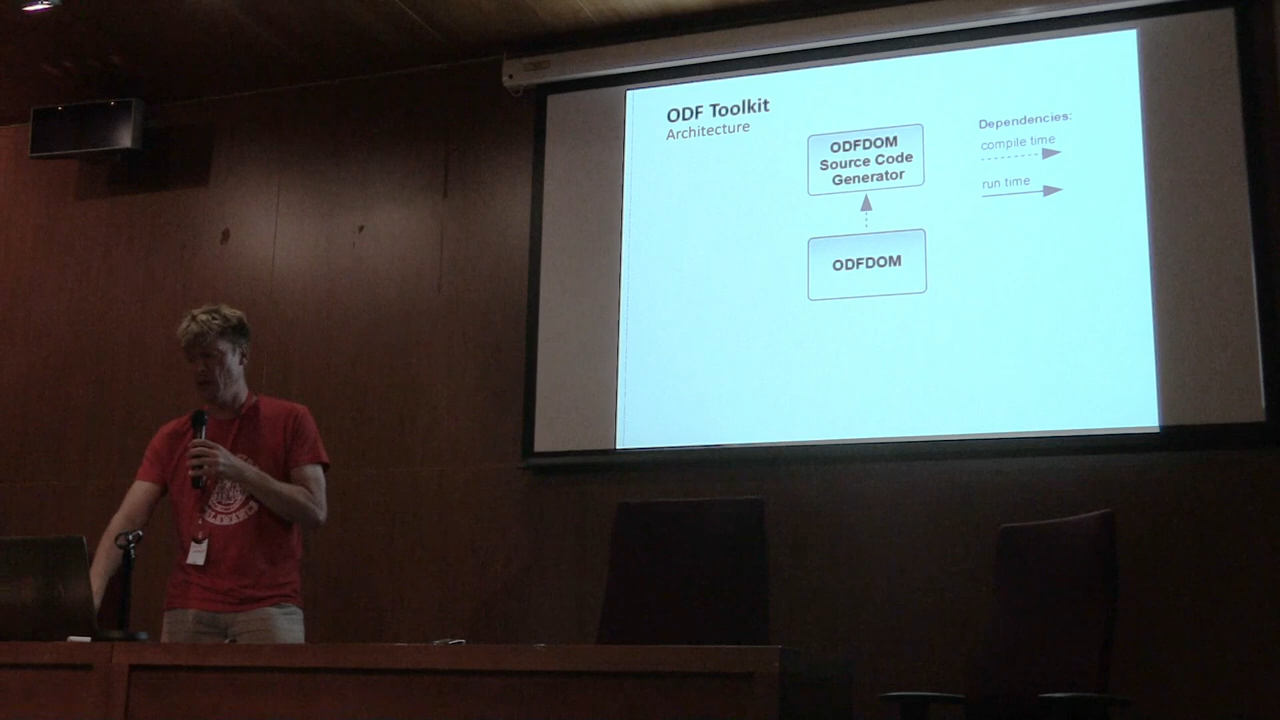 ODF Toolkit
Architecture
ODFDOM
Source Code
Generator
ODFDOM
Dependencies:
compile time
run time